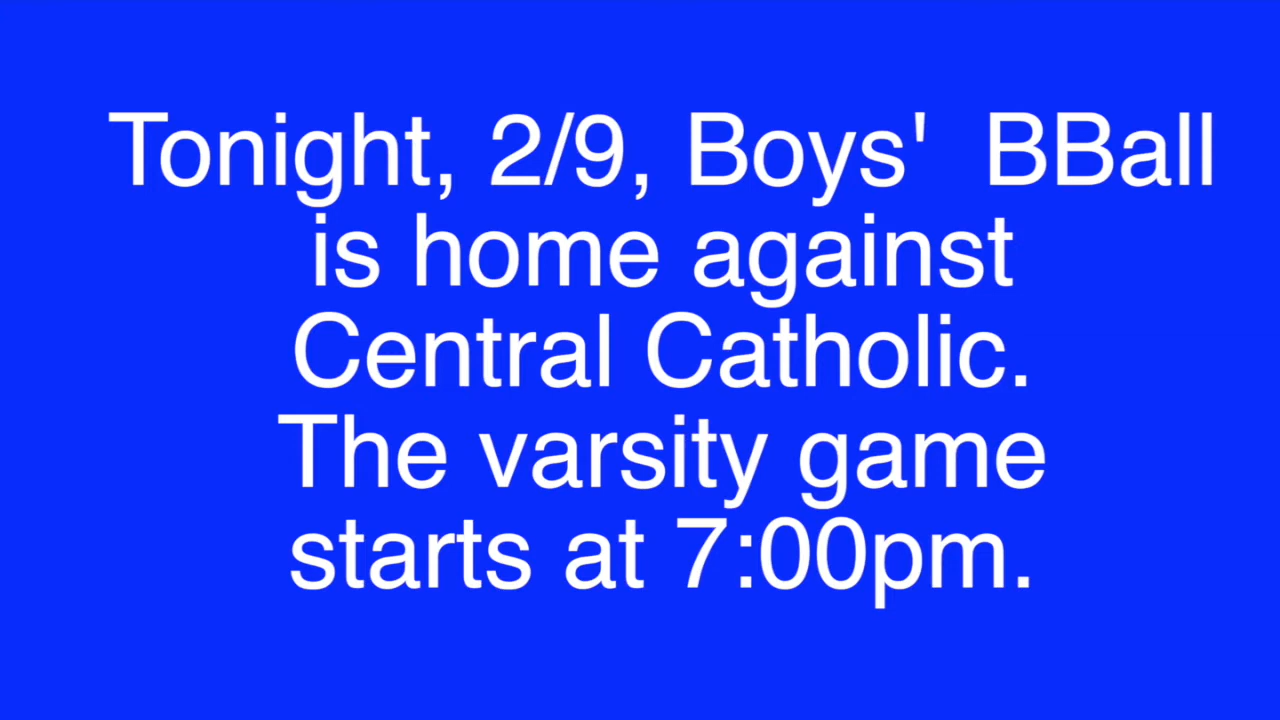 Tonight, 2/9, Boys'  BBall
is home against
Central Catholic.
The varsity game
starts at 7:00pm.